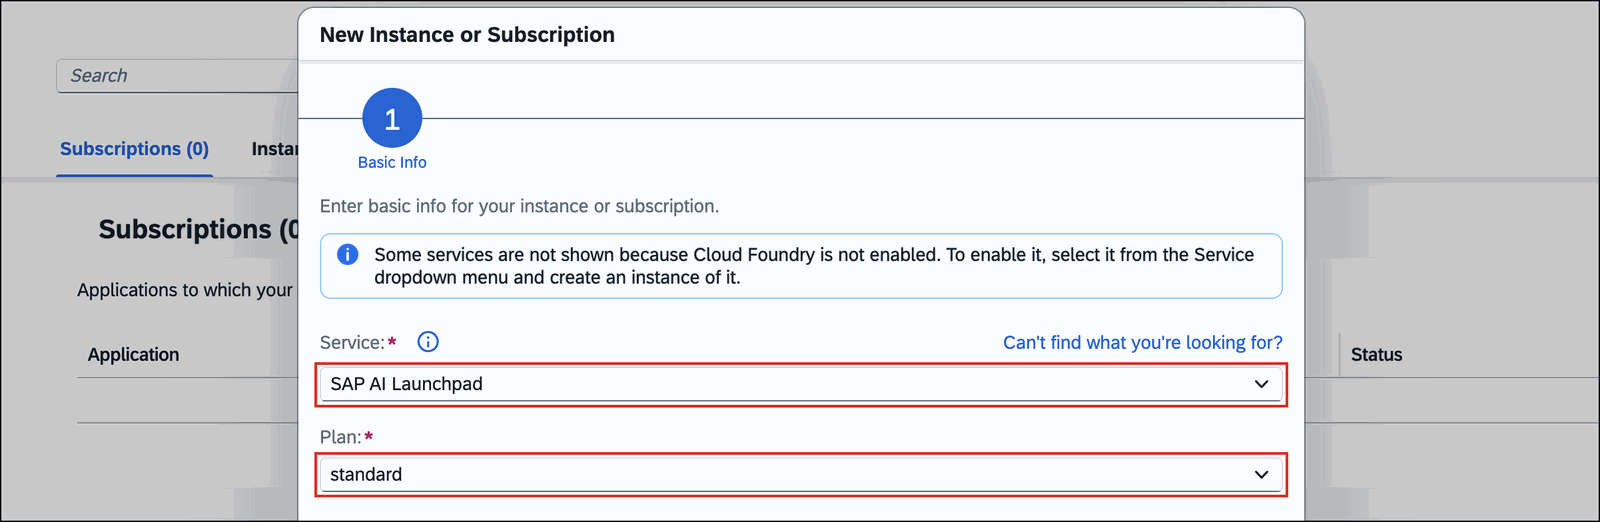 New Instance or Subscription
Search
1
Basic Info
Subscriptions (0)
Enter basic info for your instance or subscription.
Subscriptions
Some services are not shown because Cloud Foundry is not enabled. To enable it, select it from the Service
dropdown menu and create an instance of it.
Applications to which your
Service:*
Can't find what you're looking for?
Application
Status
SAP AI Launchpad
Plan:*
standard